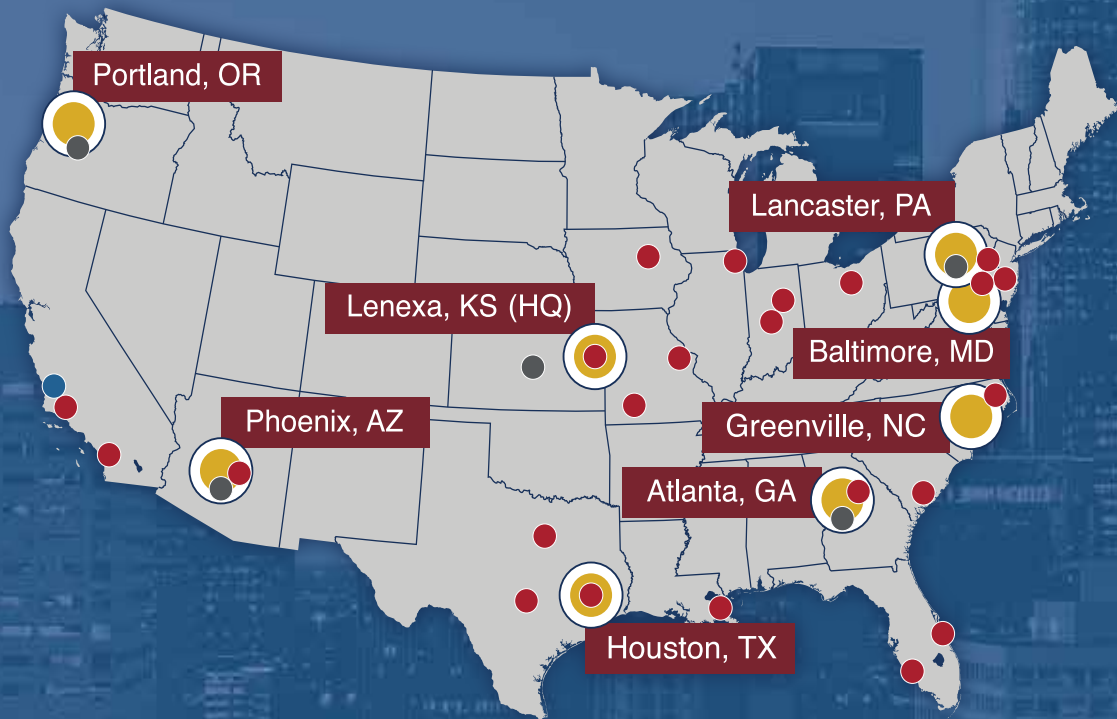 Portland, OR
Lancaster, PA
Lenexa, KS (HQ)
Baltimore, MD
Phoenix, AZ
Greenville, NC
Atlanta, GA
Houston, TX